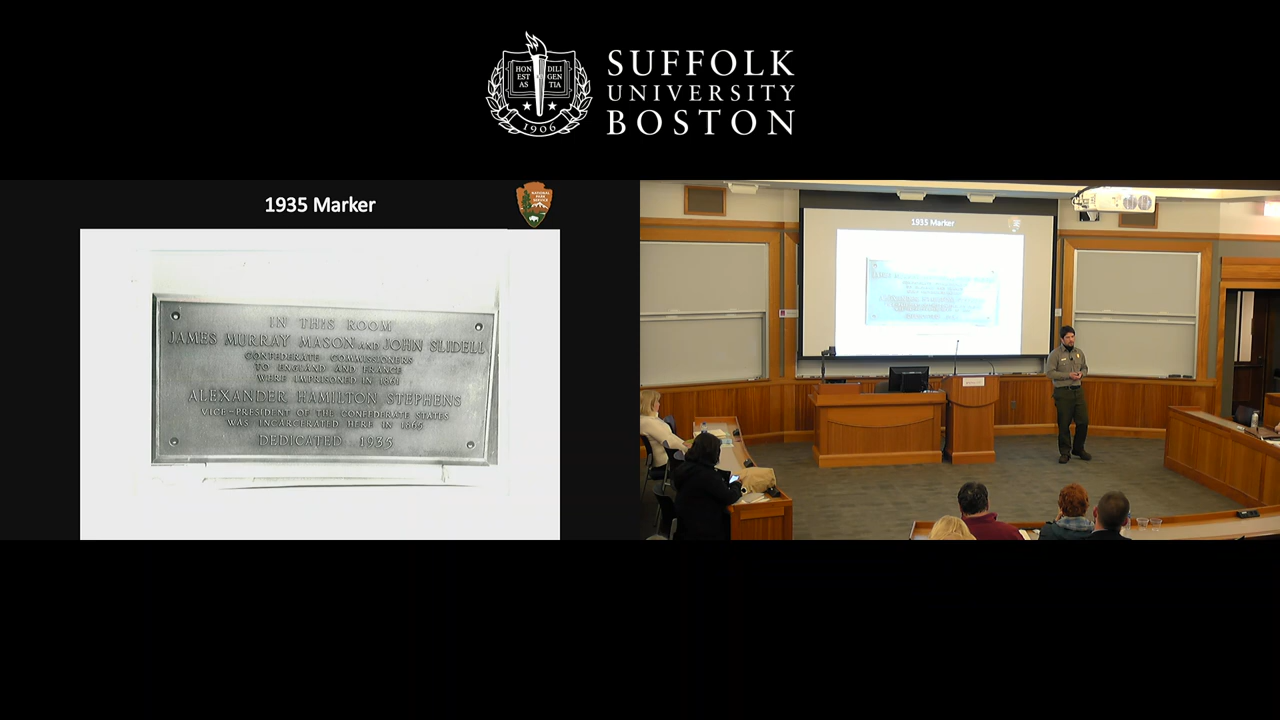 HON
EST
AS
DILI
GEN
TIA
1906
SUFFOLK
UNIVERSITY
BOSTON
1935 Marker
NATIONAL
PARK
SERVICE
IN THIS ROOM
JAMES MURRAY MASON AND JOHN SLIDELL
CONFEDERATE COMMISSIONERS
TO ENGLAND AND FRANCE
WERE IMPRISONED IN 1861
ALEXANDER HAMILTON STEPHENS
VICE-PRESIDENT OF THE CONFEDERATE STATES
WAS INCARCERATED HERE IN 1865
DEDICATED 1935
1935 Marker